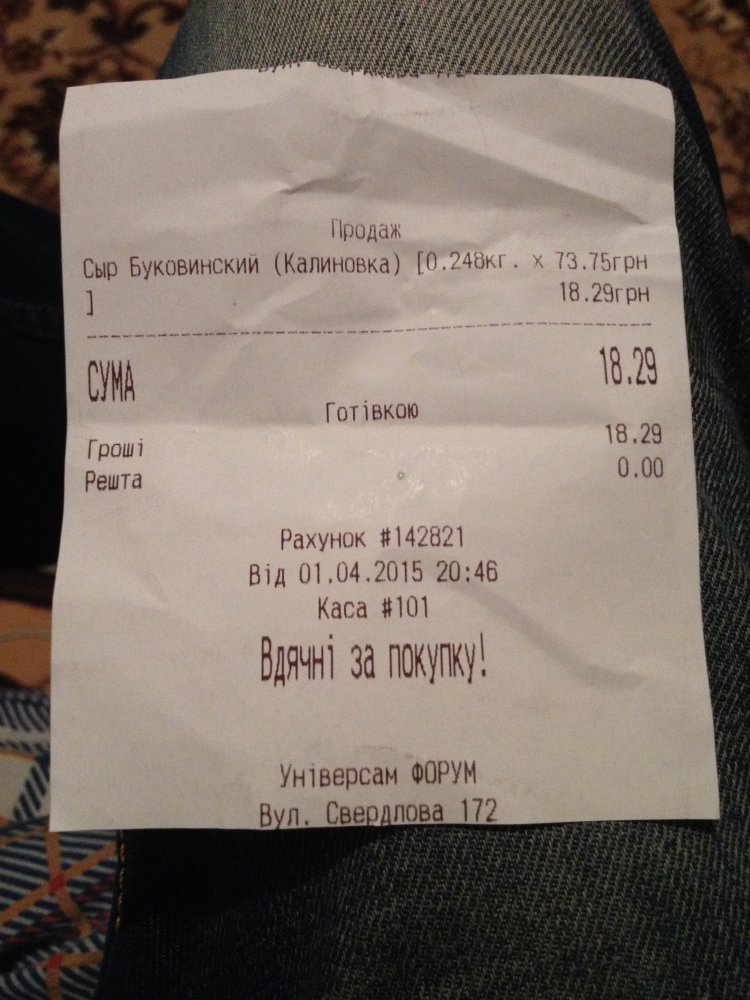 Продаж
Сыр Буковинский (Калиновка) [0.248кг. x 73.75грн
] 18.29грн
СУМА 18.29
Готівкою
Гроші 18.29
Решта 0.00
Рахунок #142821
Від 01.04.2015 20:46
Каса #101
Вдячні за покупку!
Універсам ФОРУМ
Вул. Свердлова 172